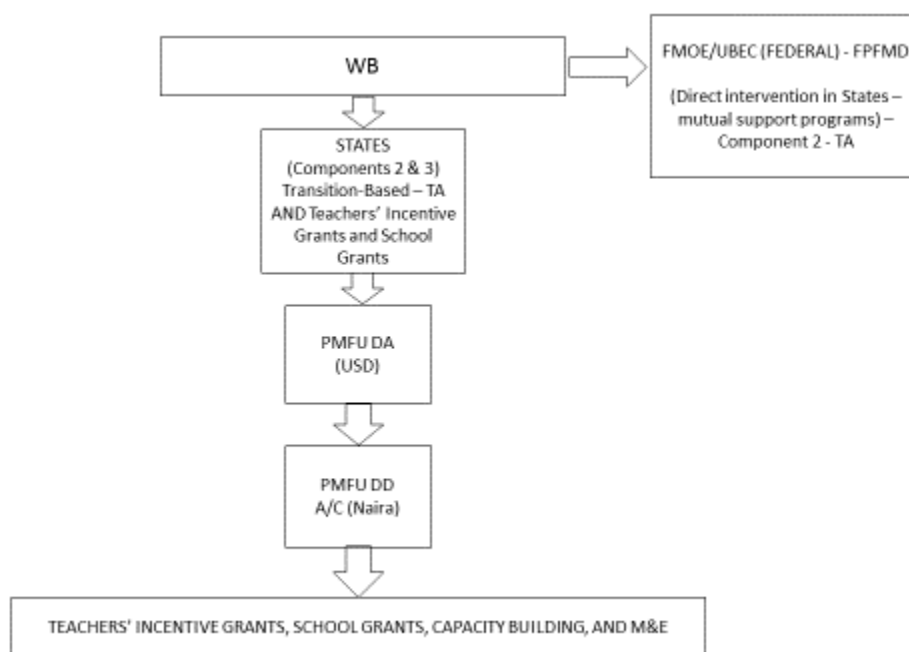 WB
FMOE/UBEC (FEDERAL) - FPFMD
(Direct intervention in States –
mutual support programs) –
Component 2 - TA
STATES
(Components 2 & 3)
Transition-Based – TA
AND Teachers' Incentive
Grants and School
Grants
PMFU DA
(USD)
PMFU DD
A/C (Naira)
TEACHERS' INCENTIVE GRANTS, SCHOOL GRANTS, CAPACITY BUILDING, AND M&E